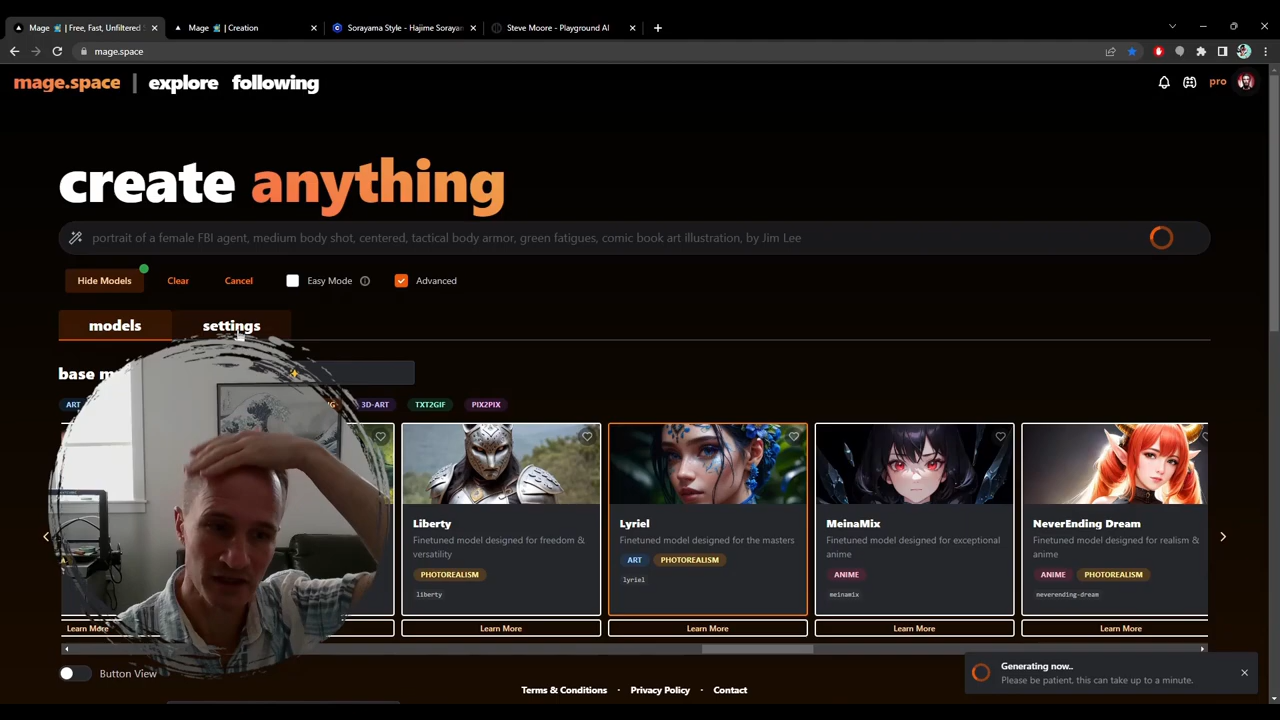 Mage | Free, Fast, Unfiltered
Mage | Creation
Sorayama Style - Hajime Sorayan
Steve Moore - Playground AI
mage.space
mage.space | explore following
pro
create anything
portrait of a female FBI agent, medium body shot, centered, tactical body armor, green fatigues, comic book art illustration, by Jim Lee
Hide Models
Clear
Cancel
Easy Mode
Advanced
models
settings
base m
ART
3D-ART
TXT2GIF
PIX2PIX
Liberty
Finetuned model designed for freedom &
versatility
PHOTOREALISM
liberty
Learn More
Lyriel
Finetuned model designed for the masters
ART
PHOTOREALISM
lyriel
Learn More
MeinaMix
Finetuned model designed for exceptional
anime
ANIME
meinamix
Learn More
NeverEnding Dream
Finetuned model designed for realism &
anime
ANIME
PHOTOREALISM
neverending-dream
Learn More
Learn More
Button View
Generating now..
Please be patient, this can take up to a minute.
Terms & Conditions · Privacy Policy · Contact